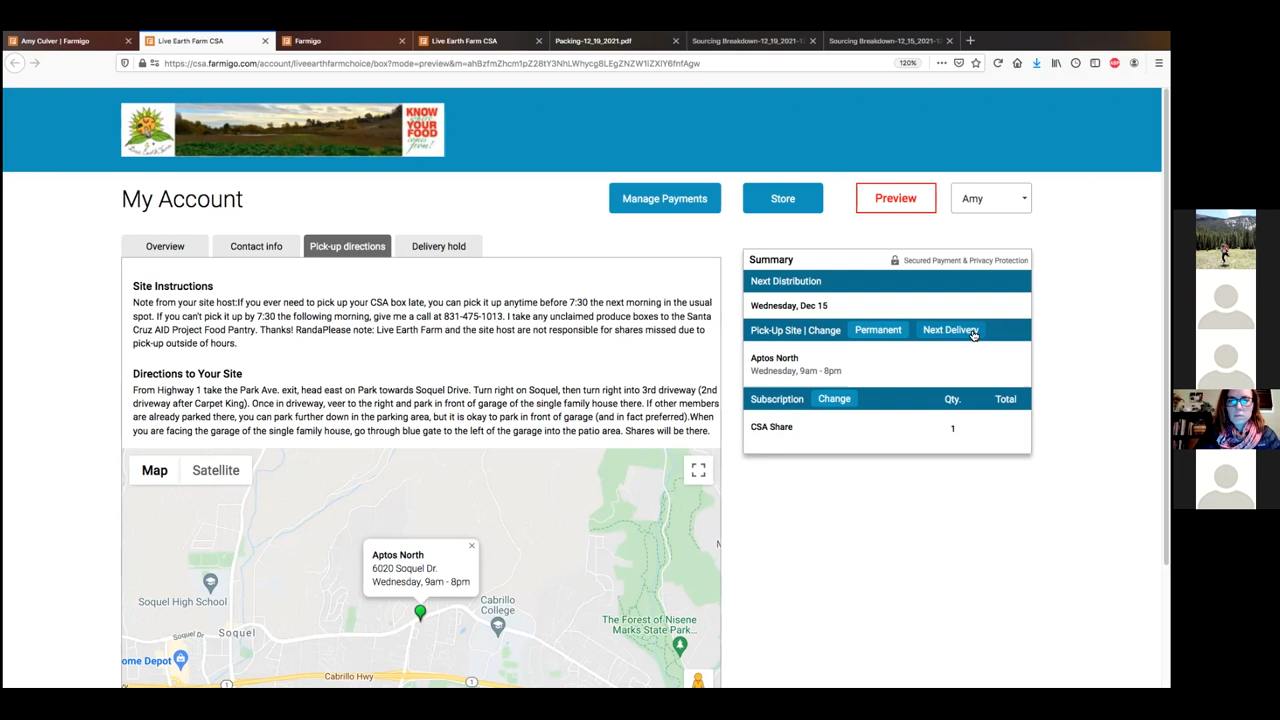 Amy Culver | Farmigo
Live Earth Farm CSA
Farmigo
Live Earth Farm CSA
Packing-12_19_2021.pdf
Sourcing Breakdown-12_19_2021-
Sourcing Breakdown-12_15_2021-
https://csa.farmigo.com/account/liveearthfarmchoice/box?mode=preview&m=
120%
KNOW
YOUR
FOOD
My Account
Manage Payments
Store
Preview
Amy
Overview
Contact info
Pick-up directions
Delivery hold
Site Instructions
Note from your site host:If you ever need to pick up your CSA box late, you can pick it up anytime before 7:30 the next morning in the usual
spot. If you can't pick it up by 7:30 the following morning, give me a call at 831-475-1013. I take any unclaimed produce boxes to the Santa
Cruz AID Project Food Pantry. Thanks! RandaPlease note: Live Earth Farm and the site host are not responsible for shares missed due to
pick-up outside of hours.
Directions to Your Site
From Highway 1 take the Park Ave. exit, head east on Park towards Soquel Drive. Turn right on Soquel, then turn right into 3rd driveway (2nd
driveway after Carpet King). Once in driveway, veer to the right and park in front of garage of the single family house there. If other members
are already parked there, you can park further down in the parking area, but it is okay to park in front of garage (and in fact preferred).When
you are facing the garage of the single family house, go through blue gate to the left of the garage into the patio area. Shares will be there.
Summary
Secured Payment & Privacy Protection
Next Distribution
Wednesday, Dec 15
Pick-Up Site | Change
Permanent
Next Delivery
Aptos North
Wednesday, 9am - 8pm
Subscription
Change
Qty.
Total
CSA Share
1
Map
Satellite
Aptos North
6020 Soquel Dr.
Wednesday, 9am - 8pm
Soquel High School
Cabrillo
College
The Forest of Nisene
Marks State Park...
Soquel Dr
Soquel
ome Depot
Cabrillo Hwy
1
1